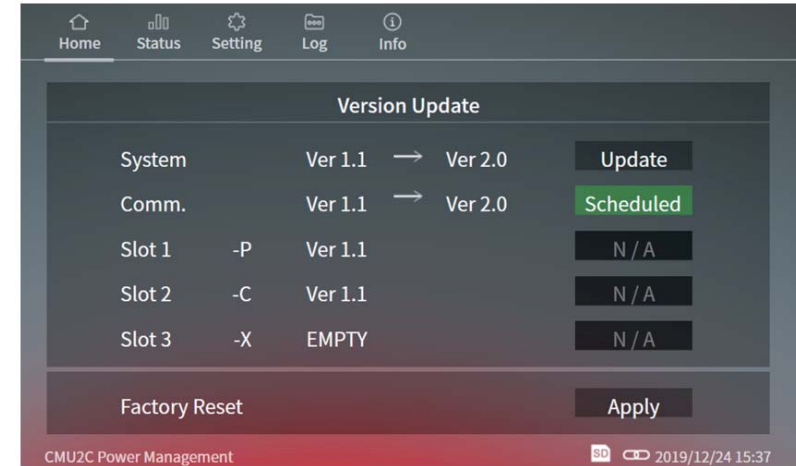 Home Status Setting Log Info
Version Update
System Ver 1.1 → Ver 2.0 Update
Comm. Ver 1.1 → Ver 2.0 Scheduled
Slot 1 -P Ver 1.1 N / A
Slot 2 -C Ver 1.1 N / A
Slot 3 -X EMPTY N / A
Factory Reset Apply
CMU2C Power Management SD 2019/12/24 15:37